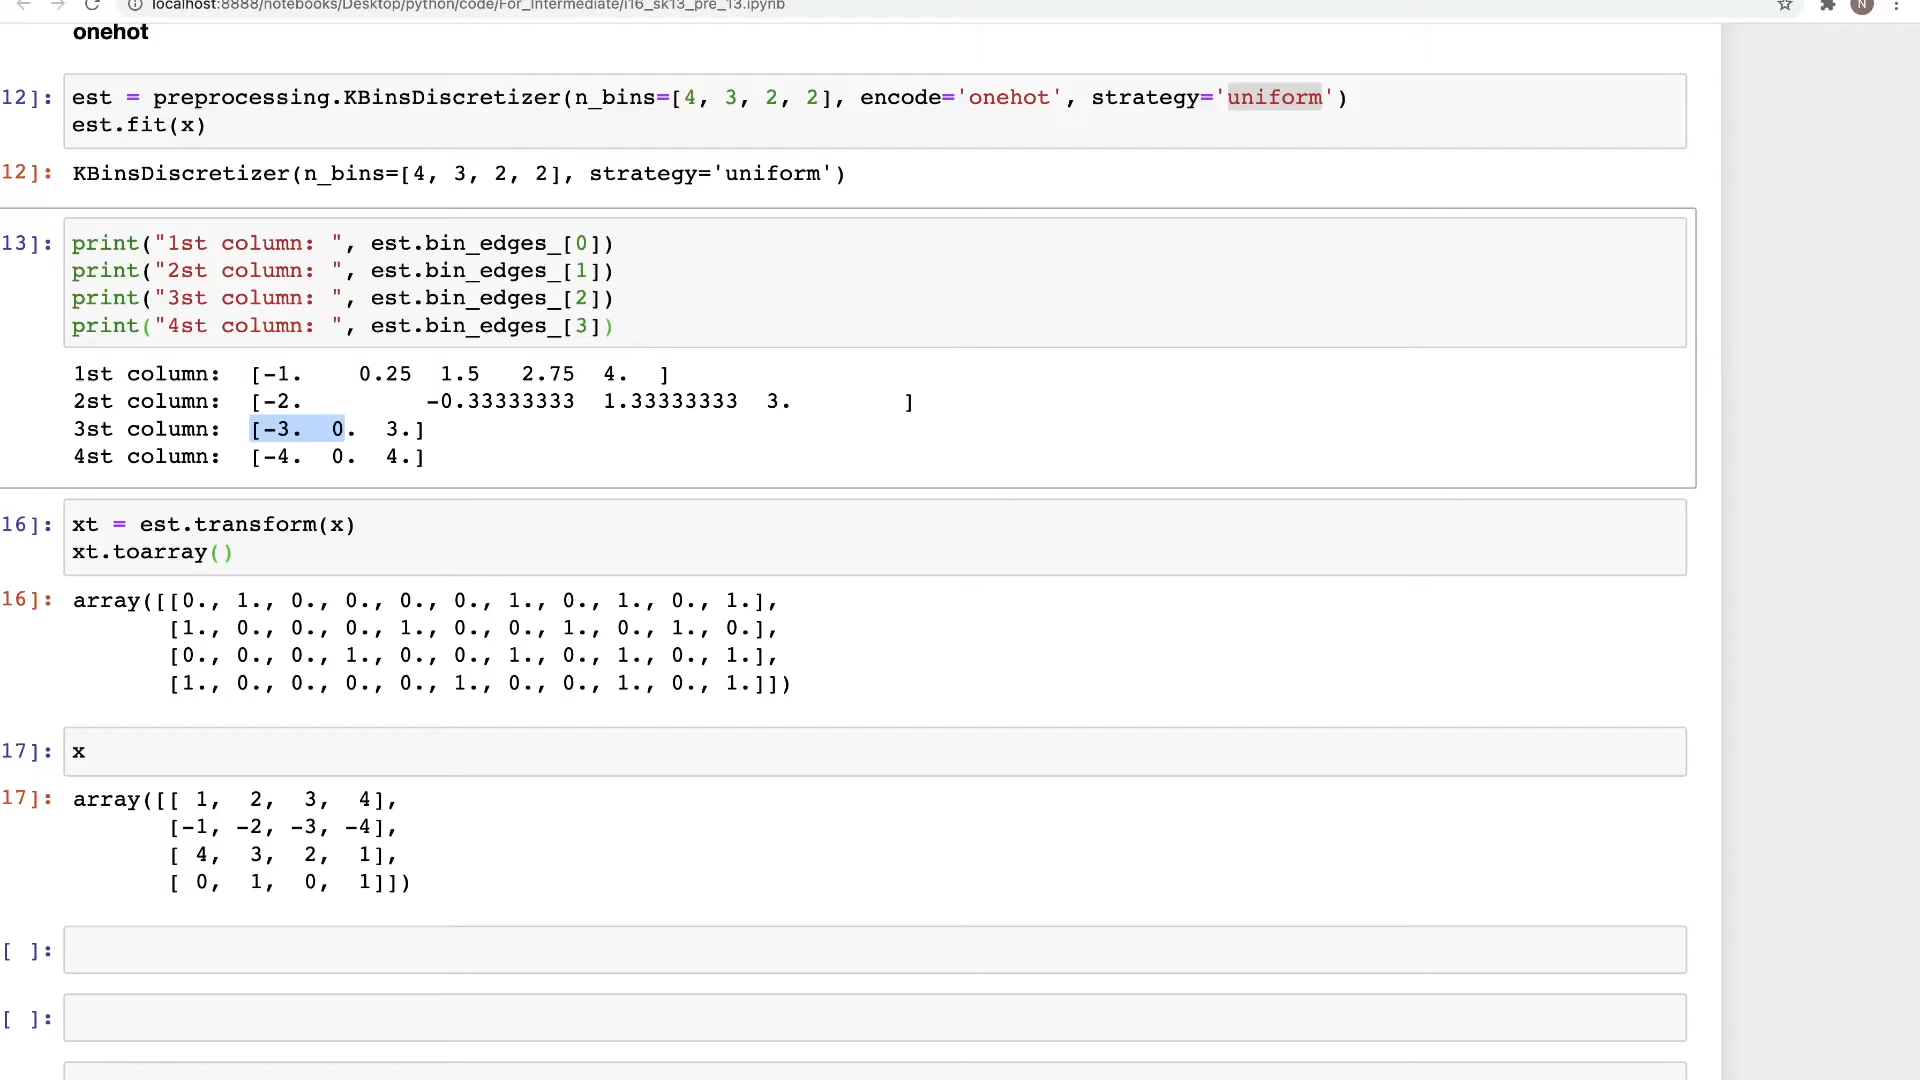 localhost:8888/notebooks/Desktop/python/code/For_Intermediate/i16_sk13_pre_13.ipynb
N
onehot
12]: est = preprocessing.KBinsDiscretizer(n_bins=[4, 3, 2, 2], encode='onehot', strategy='uniform')
est.fit(x)
12]: KBinsDiscretizer(n_bins=[4, 3, 2, 2], strategy='uniform')
13]: print("1st column: ", est.bin_edges_[0])
print("2st column: ", est.bin_edges_[1])
print("3st column: ", est.bin_edges_[2])
print("4st column: ", est.bin_edges_[3])
1st column:  [-1.    0.25  1.5   2.75  4.  ]
2st column:  [-2.         -0.33333333  1.33333333  3.        ]
3st column:  [-3.  0.  3.]
4st column:  [-4.  0.  4.]
16]: xt = est.transform(x)
xt.toarray()
16]: array([[0., 1., 0., 0., 0., 0., 1., 0., 1., 0., 1.],
[1., 0., 0., 0., 1., 0., 0., 1., 0., 1., 0.],
[0., 0., 0., 1., 0., 0., 1., 0., 1., 0., 1.],
[1., 0., 0., 0., 0., 1., 0., 0., 1., 0., 1.]])
17]: x
17]: array([[ 1,  2,  3,  4],
[-1, -2, -3, -4],
[ 4,  3,  2,  1],
[ 0,  1,  0,  1]])
[ ]:
[ ]: